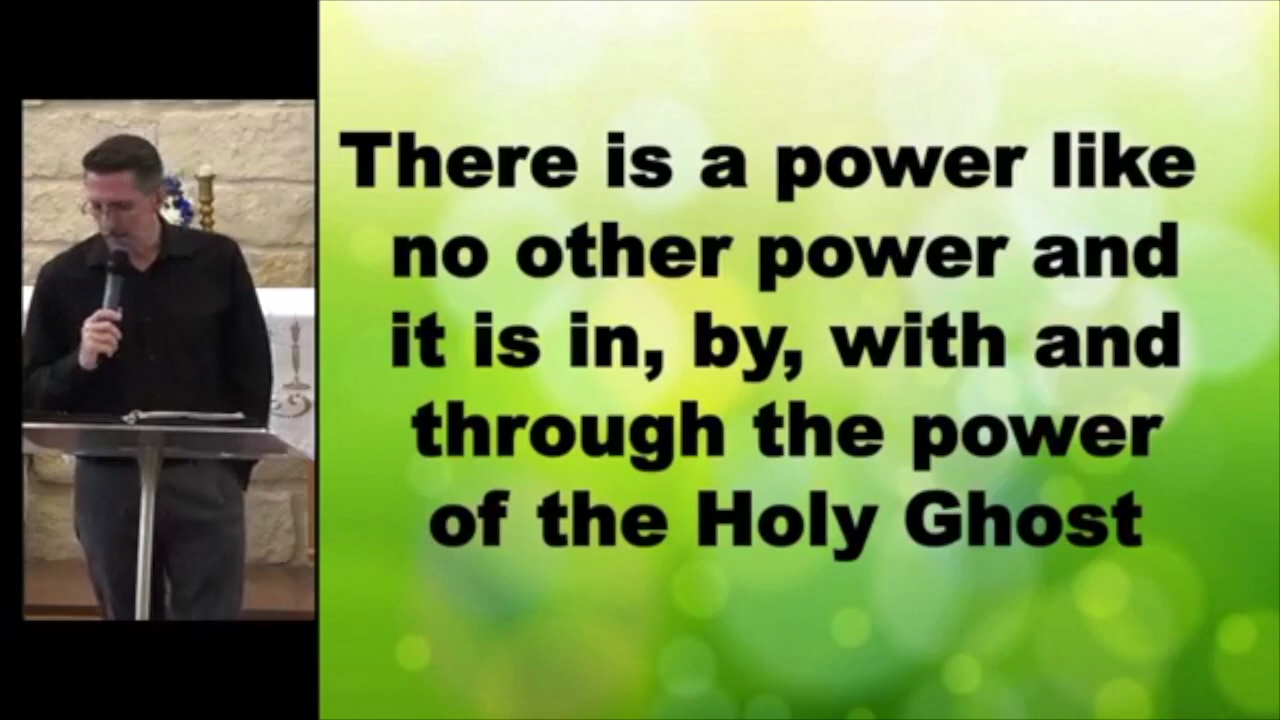 There is a power like
no other power and
it is in, by, with and
through the power
of the Holy Ghost